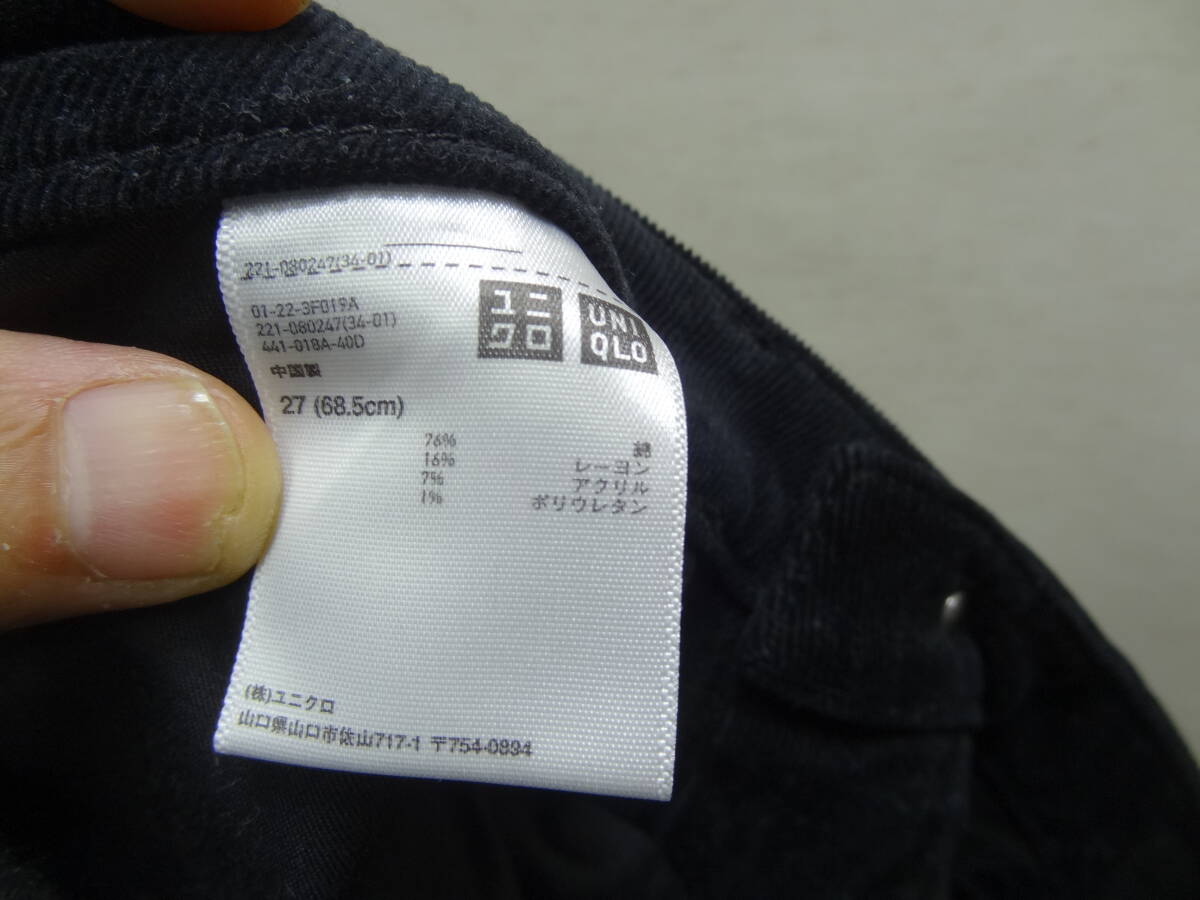 221-080247(34-01)
ユニ
クロ
UNI
QLO
01-22-3F019A
221-080247(34-01)
441-018A-40D
中国製
27 (68.5cm)
76% 綿
16% レーヨン
7% アクリル
1% ポリウレタン
(株)ユニクロ
山口県山口市佐山717-1 〒754-0894